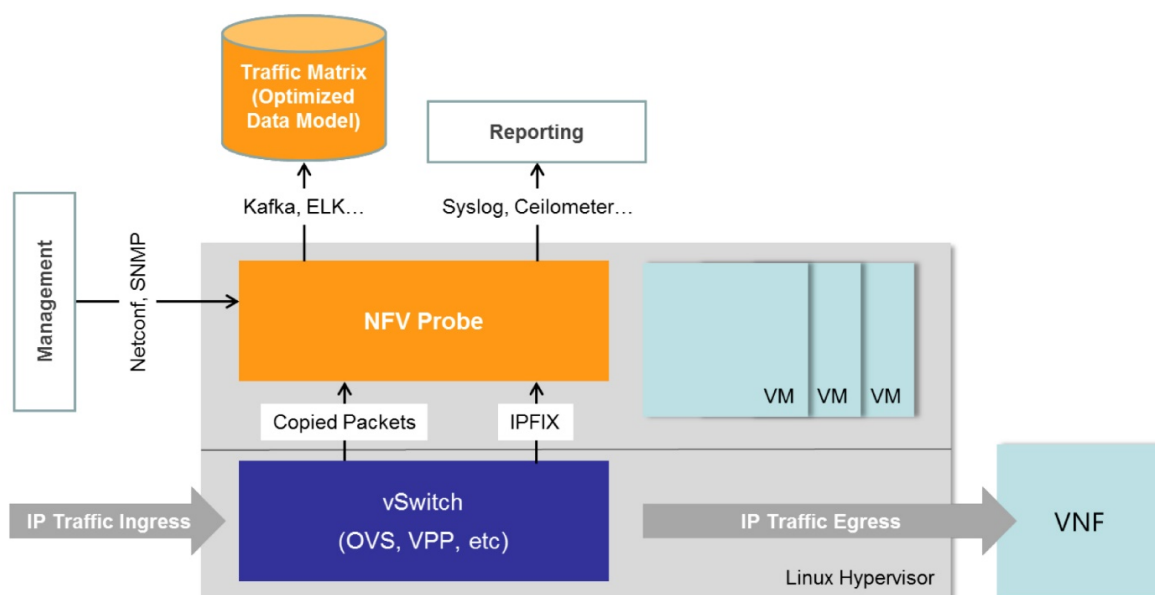 Traffic Matrix
(Optimized
Data Model)
Reporting
Kafka, ELK…
Syslog, Ceilometer…
Management
Netconf, SNMP
NFV Probe
VM
VM
VM
Copied Packets
IPFIX
IP Traffic Ingress
vSwitch
(OVS, VPP, etc)
IP Traffic Egress
VNF
Linux Hypervisor